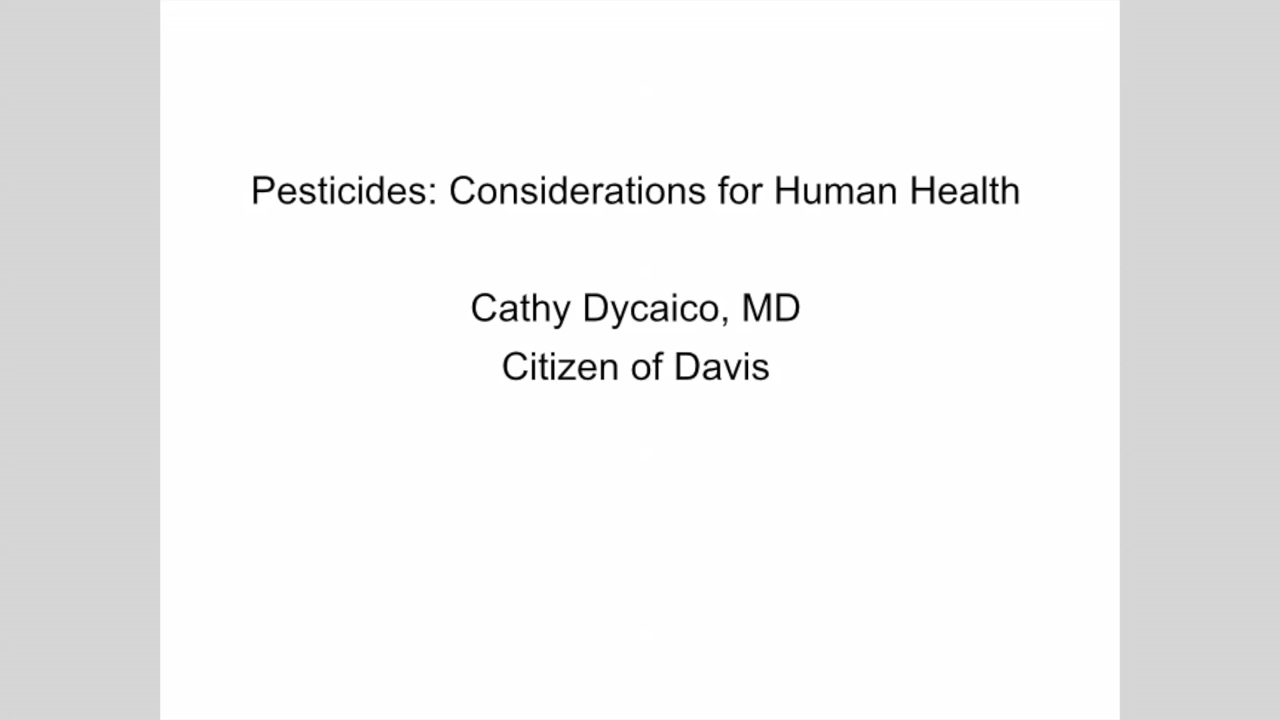 Pesticides: Considerations for Human Health
Cathy Dycaico, MD
Citizen of Davis